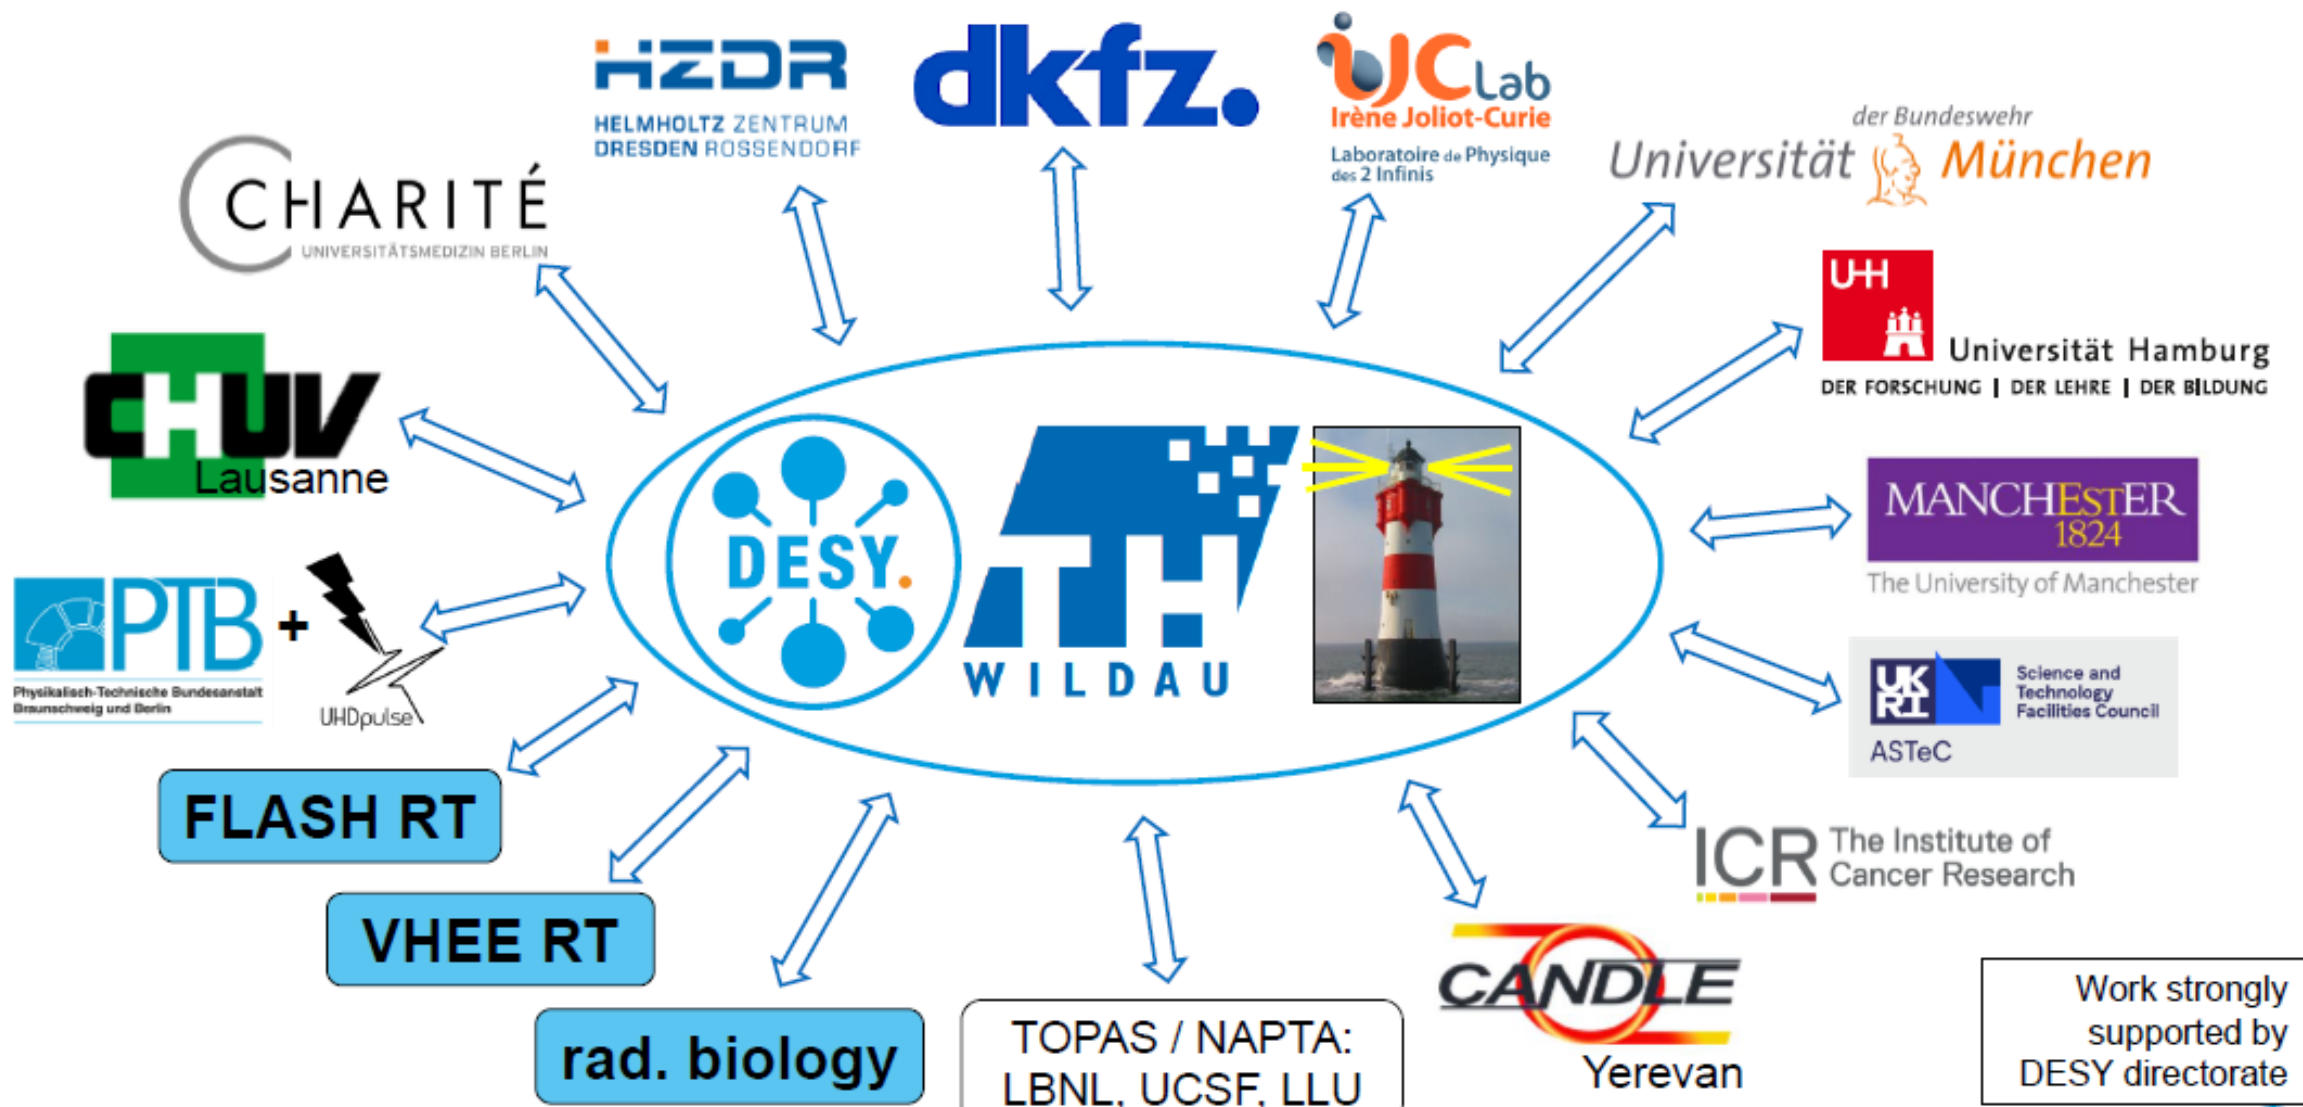 HZDR
HELMHOLTZ ZENTRUM
DRESDEN ROSSENDORF
dkfz.
iJC Lab
Irène Joliot-Curie
Laboratoire de Physique
des 2 Infinis
der Bundeswehr
Universität München
CHARITÉ
UNIVERSITÄTSMEDIZIN BERLIN
UH
Universität Hamburg
DER FORSCHUNG | DER LEHRE | DER BILDUNG
CHUV
Lausanne
DESY.
TH
WILDAU
MANCHESTER
1824
The University of Manchester
PTB
Physikalisch-Technische Bundesanstalt
Braunschweig und Berlin
+
UHDpulse
UK
RI
Science and
Technology
Facilities Council
ASTeC
FLASH RT
VHEE RT
rad. biology
TOPAS / NAPTA:
LBNL, UCSF, LLU
ICR
The Institute of
Cancer Research
CANDLE
Yerevan
Work strongly
supported by
DESY directorate